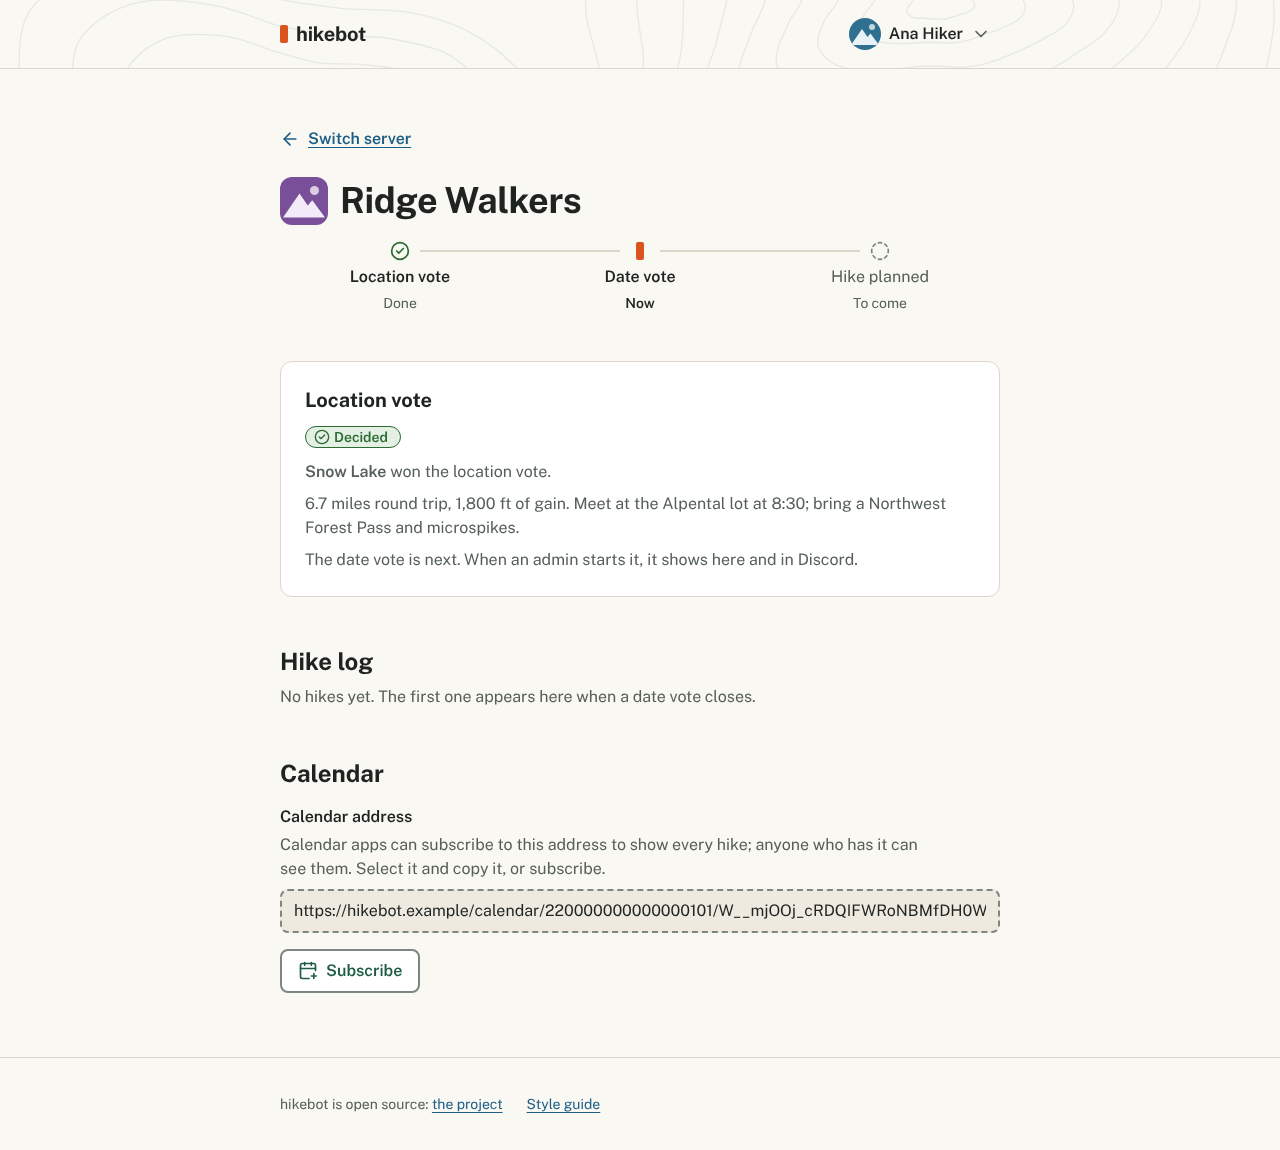 hikebot
Ana Hiker
Switch server
Ridge Walkers
Location vote
Done
Date vote
Now
Hike planned
To come
Location vote
Decided
Snow Lake won the location vote.
6.7 miles round trip, 1,800 ft of gain. Meet at the Alpental lot at 8:30; bring a Northwest
Forest Pass and microspikes.
The date vote is next. When an admin starts it, it shows here and in Discord.
Hike log
No hikes yet. The first one appears here when a date vote closes.
Calendar
Calendar address
Calendar apps can subscribe to this address to show every hike; anyone who has it can
see them. Select it and copy it, or subscribe.
https://hikebot.example/calendar/220000000000000101/W__mjOOj_cRDQIFWRoNBMfDH0W
Subscribe
hikebot is open source: the project
Style guide